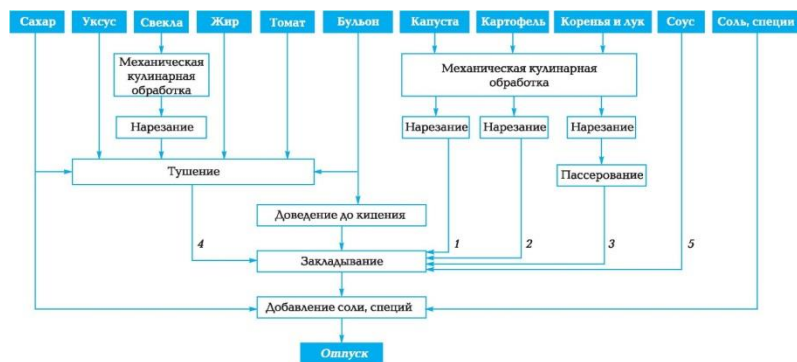 Сахар Уксус Свекла Жир Томат Бульон Капуста Картофель Коренья и лук Соус Соль, специи
Механическая
кулинарная
обработка
Механическая кулинарная
обработка
Нарезание Нарезание Нарезание Нарезание
Тушение
Пассерование
Доведение до кипения
4 1 2 3 5
Закладывание
Добавление соли, специй
Отпуск